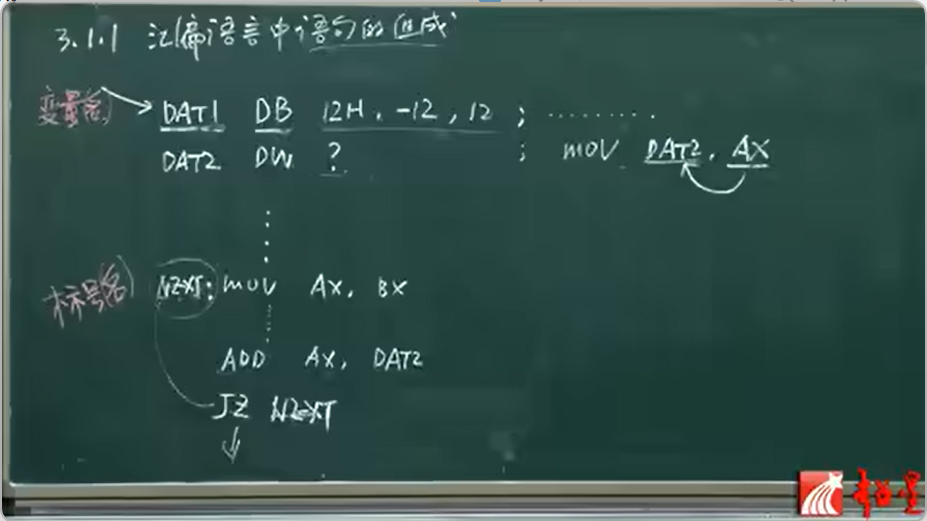 3.1.1 汇编语言中语句的组成
变量名 DAT1 DB 12H, -12, 12 ; .........
DAT2 DW ? ; MOV DAT2, AX
标号(名) NEXT: MOV AX, BX
ADD AX, DAT2
JZ NEXT